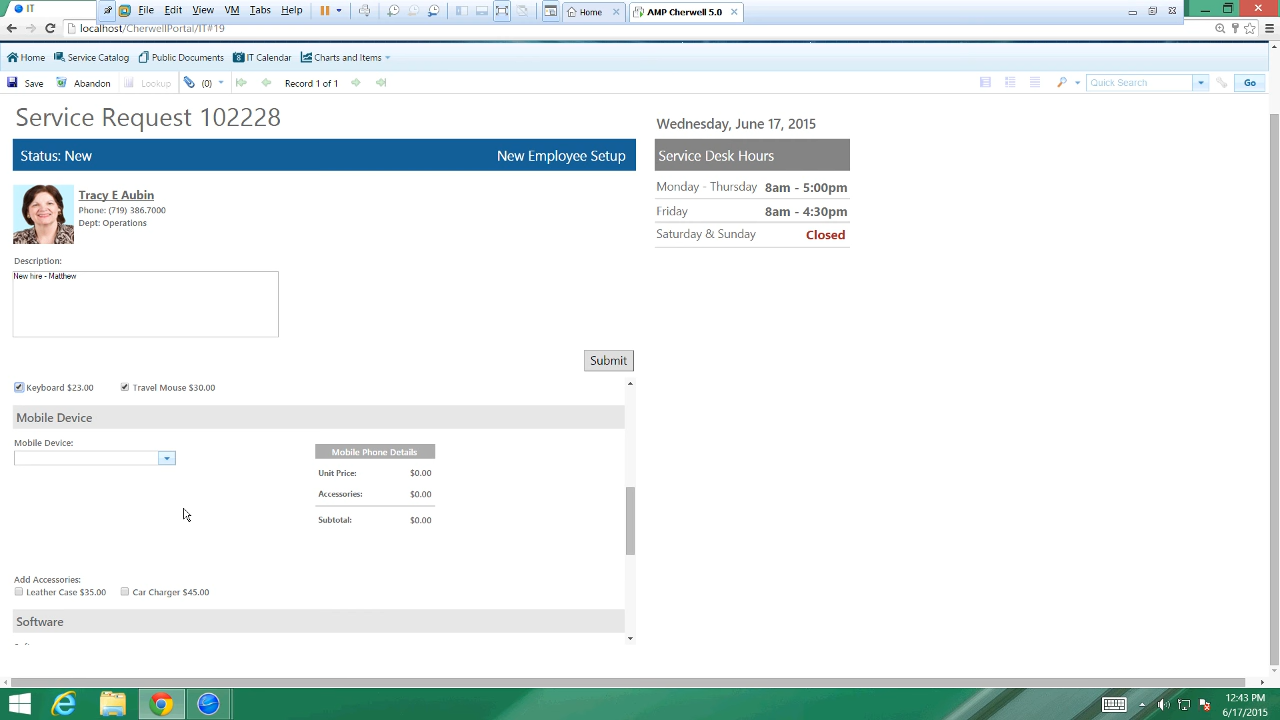 IT
File Edit View VM Tabs Help
Home
AMP Cherwell 5.0
localhost/CherwellPortal/IT#19
Home Service Catalog Public Documents IT Calendar Charts and Items
Save Abandon Lookup (0) Record 1 of 1 Quick Search Go
Service Request 102228
Wednesday, June 17, 2015
Status: New New Employee Setup
Service Desk Hours
Tracy E Aubin
Phone: (719) 386.7000
Dept: Operations
Monday - Thursday 8am - 5:00pm
Friday 8am - 4:30pm
Saturday & Sunday Closed
Description:
New hire - Matthew
Submit
Keyboard $23.00 Travel Mouse $30.00
Mobile Device
Mobile Device:
Mobile Phone Details
Unit Price: $0.00
Accessories: $0.00
Subtotal: $0.00
Add Accessories:
Leather Case $35.00 Car Charger $45.00
Software
12:43 PM
6/17/2015